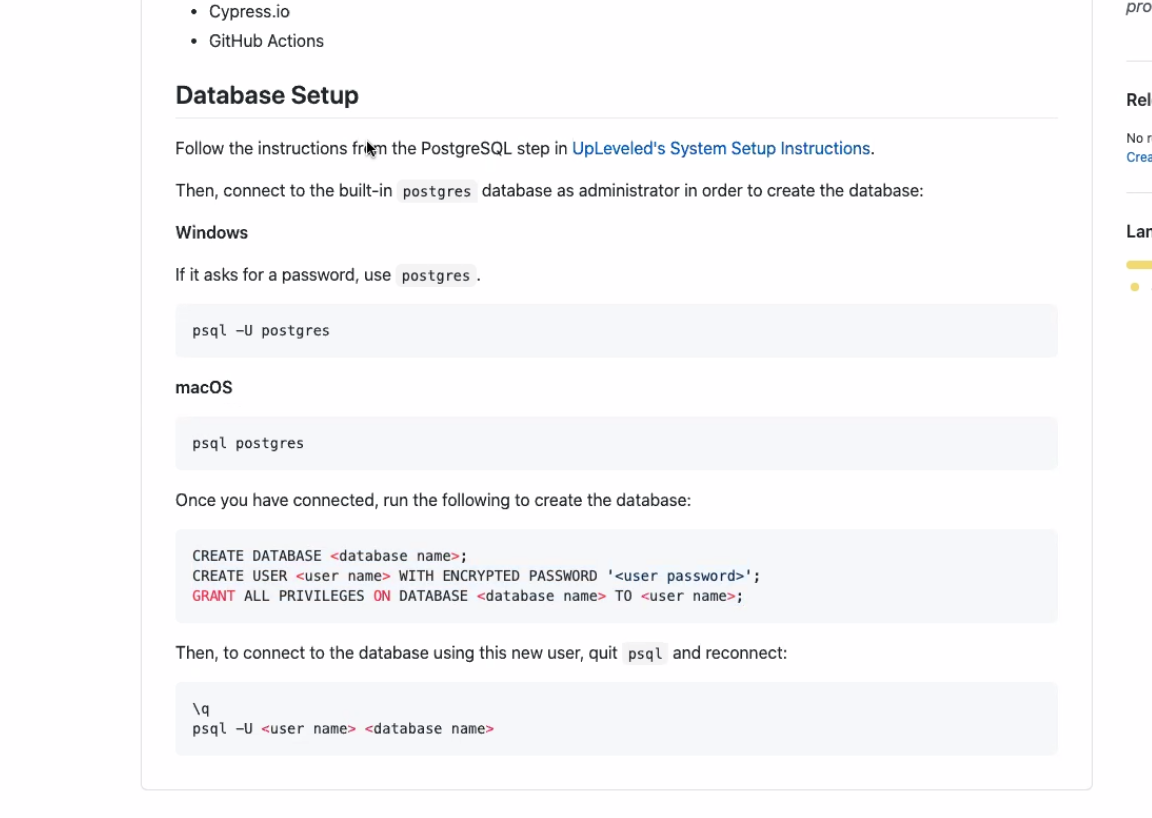 Cypress.io
GitHub Actions
Database Setup
Follow the instructions from the PostgreSQL step in UpLeveled's System Setup Instructions.
Then, connect to the built-in postgres database as administrator in order to create the database:
Windows
If it asks for a password, use postgres .
psql -U postgres
macOS
psql postgres
Once you have connected, run the following to create the database:
CREATE DATABASE <database name>;
CREATE USER <user name> WITH ENCRYPTED PASSWORD '<user password>';
GRANT ALL PRIVILEGES ON DATABASE <database name> TO <user name>;
Then, to connect to the database using this new user, quit psql and reconnect:
\q
psql -U <user name> <database name>